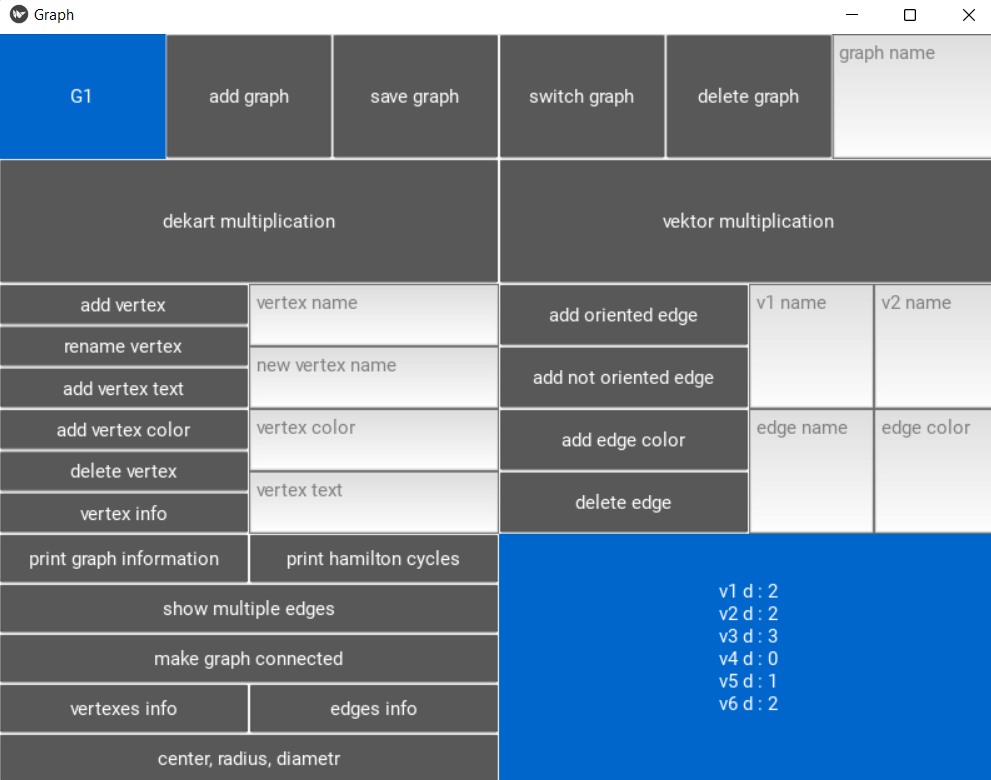 Graph
G1
add graph
save graph
switch graph
delete graph
graph name
dekart multiplication
vektor multiplication
add vertex
rename vertex
add vertex text
add vertex color
delete vertex
vertex info
vertex name
new vertex name
vertex color
vertex text
add oriented edge
add not oriented edge
add edge color
delete edge
v1 name
v2 name
edge name
edge color
print graph information
print hamilton cycles
show multiple edges
make graph connected
vertexes info
edges info
center, radius, diametr
v1 d : 2
v2 d : 2
v3 d : 3
v4 d : 0
v5 d : 1
v6 d : 2